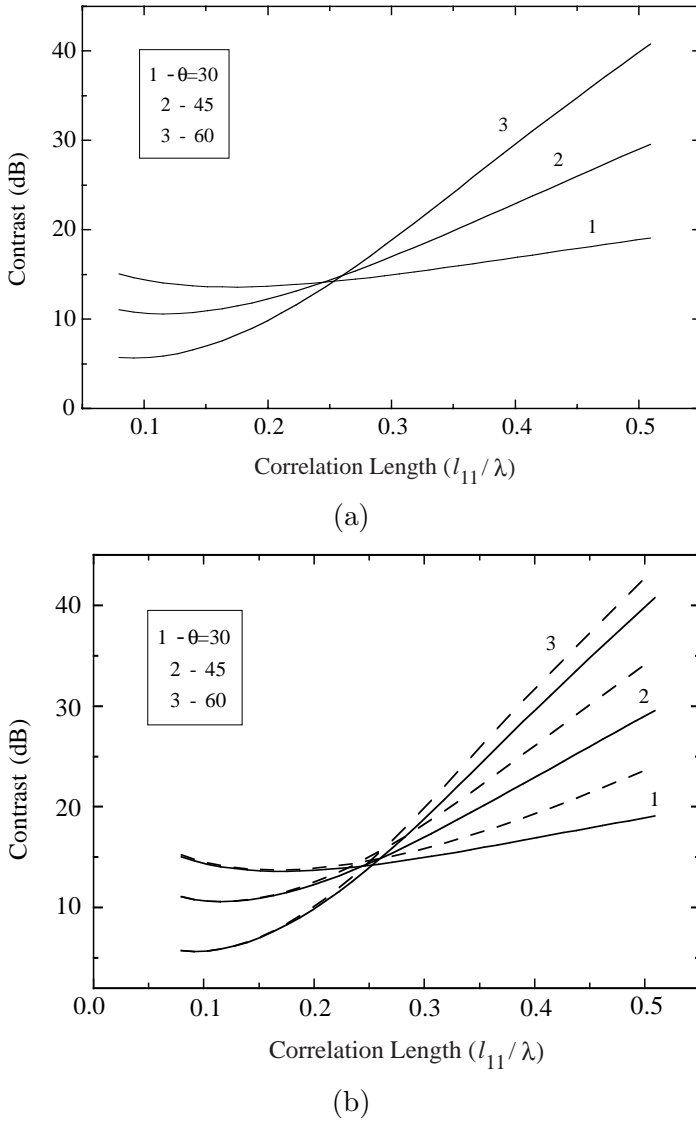 40
30
20
10
0
Contrast (dB)
1 - θ=30
2 - 45
3 - 60
3
2
1
0.1 0.2 0.3 0.4 0.5
Correlation Length (l11/λ)
(a)
40
30
20
10
Contrast (dB)
1 - θ=30
2 - 45
3 - 60
3
2
1
0.0 0.1 0.2 0.3 0.4 0.5
Correlation Length (l11/λ)
(b)